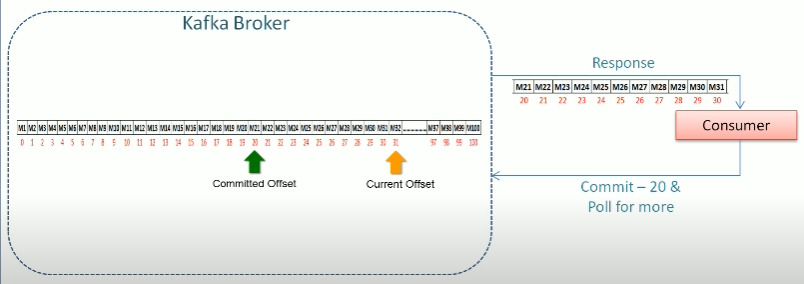 Kafka Broker
Response
M21 M22 M23 M24 M25 M26 M27 M28 M29 M30 M31
20 21 22 23 24 25 26 27 28 29 30
Consumer
M1 M2 M3 M4 M5 M6 M7 M8 M9 M10 M11 M12 M13 M14 M15 M16 M17 M18 M19 M20 M21 M22 M23 M24 M25 M26 M27 M28 M29 M30 M31 M32 -------- M97 M98 M99 M100
0 1 2 3 4 5 6 7 8 9 10 11 12 13 14 15 16 17 18 19 20 21 22 23 24 25 26 27 28 29 30 31 97 98 99 100
Committed Offset
Current Offset
Commit – 20 &
Poll for more